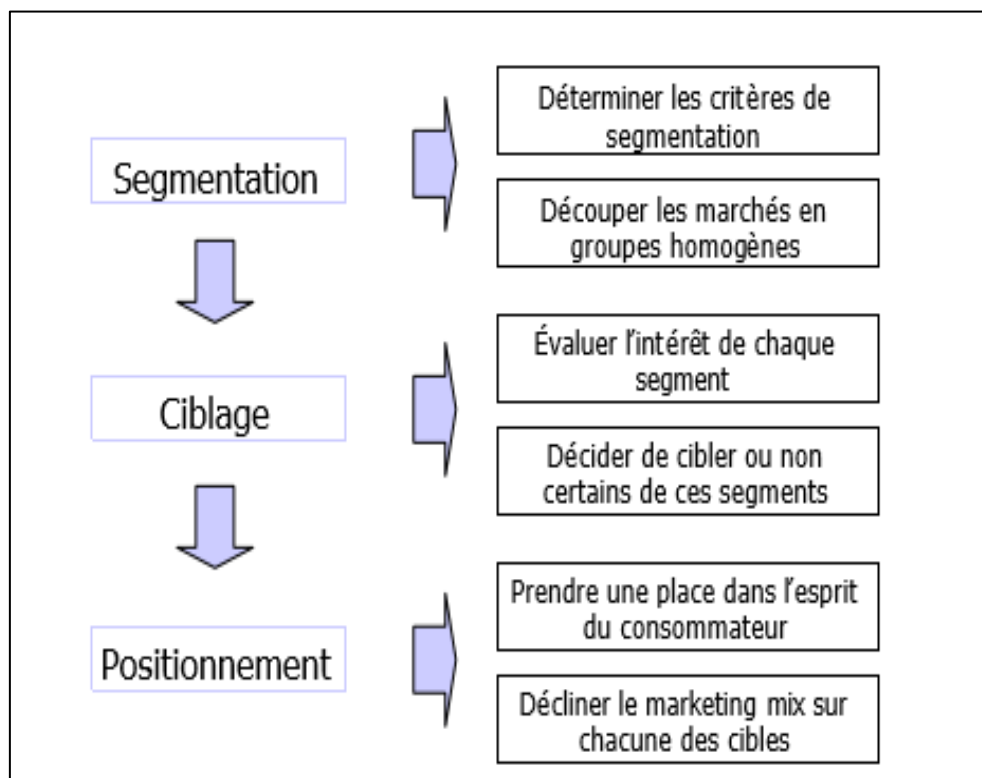 Segmentation
Déterminer les critères de
segmentation
Découper les marchés en
groupes homogènes
Ciblage
Évaluer l'intérêt de chaque
segment
Décider de cibler ou non
certains de ces segments
Positionnement
Prendre une place dans l'esprit
du consommateur
Décliner le marketing mix sur
chacune des cibles